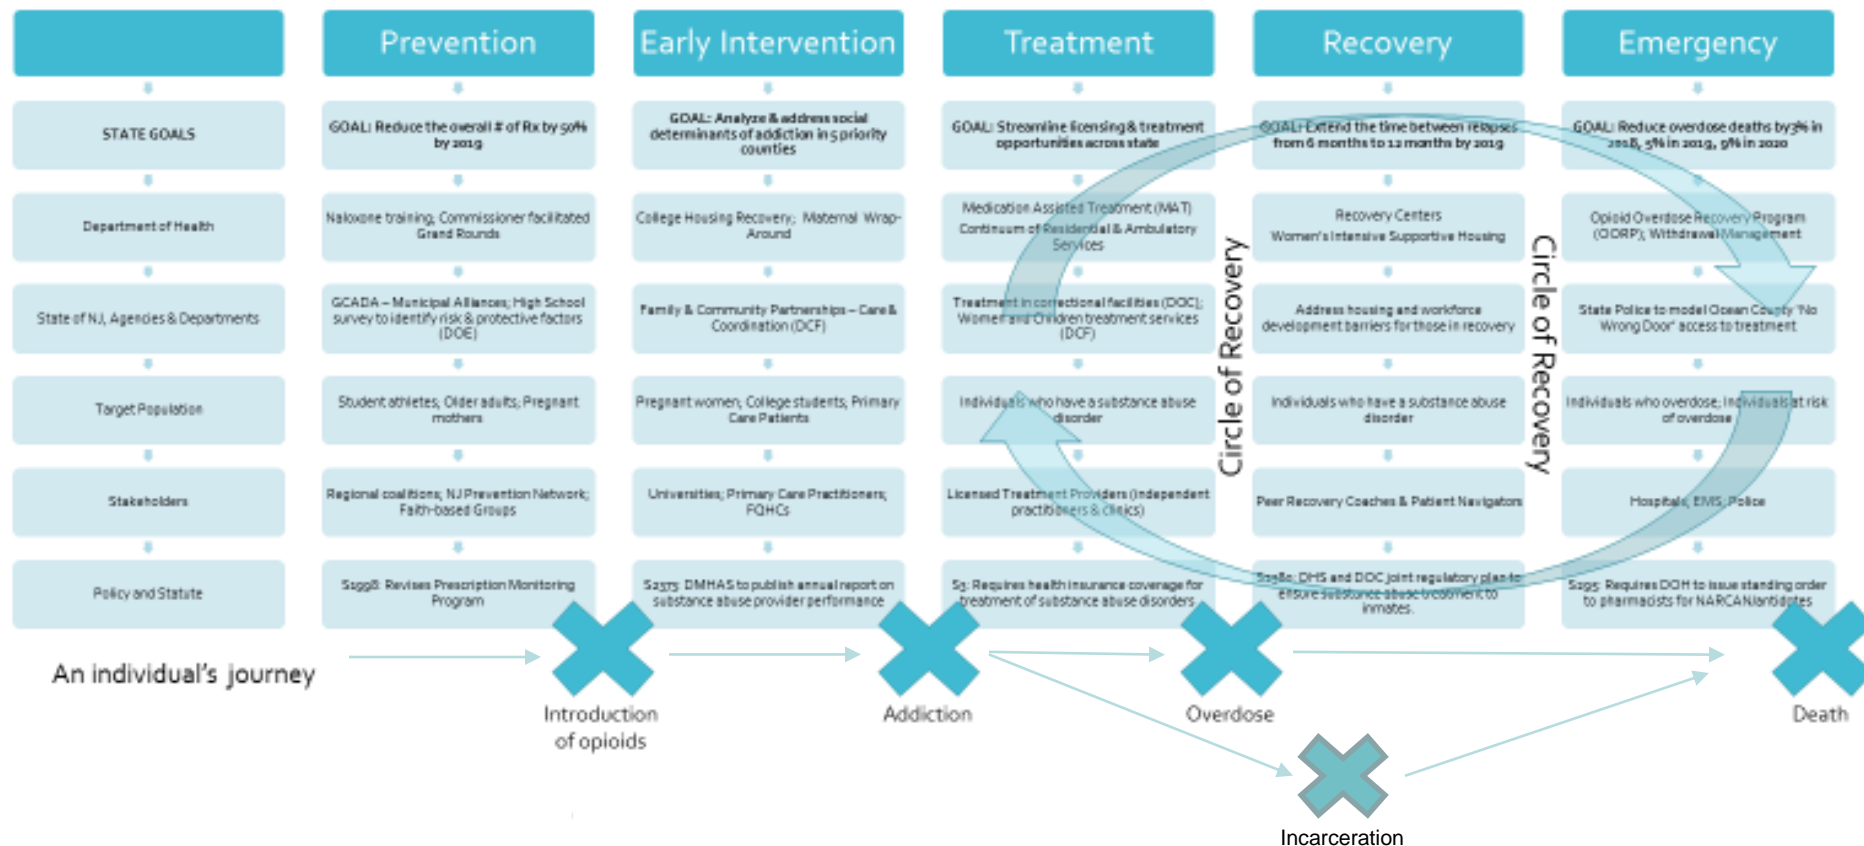 Prevention
Early Intervention
Treatment
Recovery
Emergency
STATE GOALS
GOAL: Reduce the overall # of Rx by 50%
by 2019
GOAL: Analyze & address social
determinants of addiction in 5 priority
counties
GOAL: Streamline licensing & treatment
opportunities across state
GOAL: Extend the time between relapses
from 6 months to 12 months by 2019
GOAL: Reduce overdose deaths by 3% in
2018, 5% in 2019, 9% in 2020
Department of Health
Naloxone training; Commissioner facilitated
Grand Rounds
College Housing Recovery; Maternal Wrap-
Around
Medication Assisted Treatment (MAT)
Continuum of Residential & Ambulatory
Services
Recovery Centers
Women's Intensive Supportive Housing
Opioid Overdose Recovery Program
(OORP); Withdrawal Management
State of NJ, Agencies & Departments
GCADA – Municipal Alliances; High School
survey to identify risk & protective factors
(DOE)
Family & Community Partnerships – Care &
Coordination (DCF)
Treatment in correctional facilities (DOC);
Women and Children treatment services
(DCF)
Address housing and workforce
development barriers for those in recovery
State Police to model Ocean County 'No
Wrong Door' access to treatment
Target Population
Student athletes; Older adults; Pregnant
mothers
Pregnant women; College students; Primary
Care Patients
Individuals who have a substance abuse
disorder
Individuals who have a substance abuse
disorder
Individuals who overdose; Individuals at risk
of overdose
Stakeholders
Regional coalitions; NJ Prevention Network;
Faith-based Groups
Universities; Primary Care Practitioners;
FQHCs
Licensed Treatment Providers (Independent
practitioners & clinics)
Peer Recovery Coaches & Patient Navigators
Hospitals; EMS; Police
Policy and Statute
S1998: Revises Prescription Monitoring
Program
S2375: DMHAS to publish annual report on
substance abuse provider performance
S3: Requires health insurance coverage for
treatment of substance abuse disorders
DHS and DOC joint regulatory plan to
ensure substance abuse treatment to
inmates.
S295: Requires DOH to issue standing order
to pharmacists for NARCAN/antidotes
Circle of Recovery
Circle of Recovery
An individual's journey
Introduction
of opioids
Addiction
Overdose
Death
Incarceration